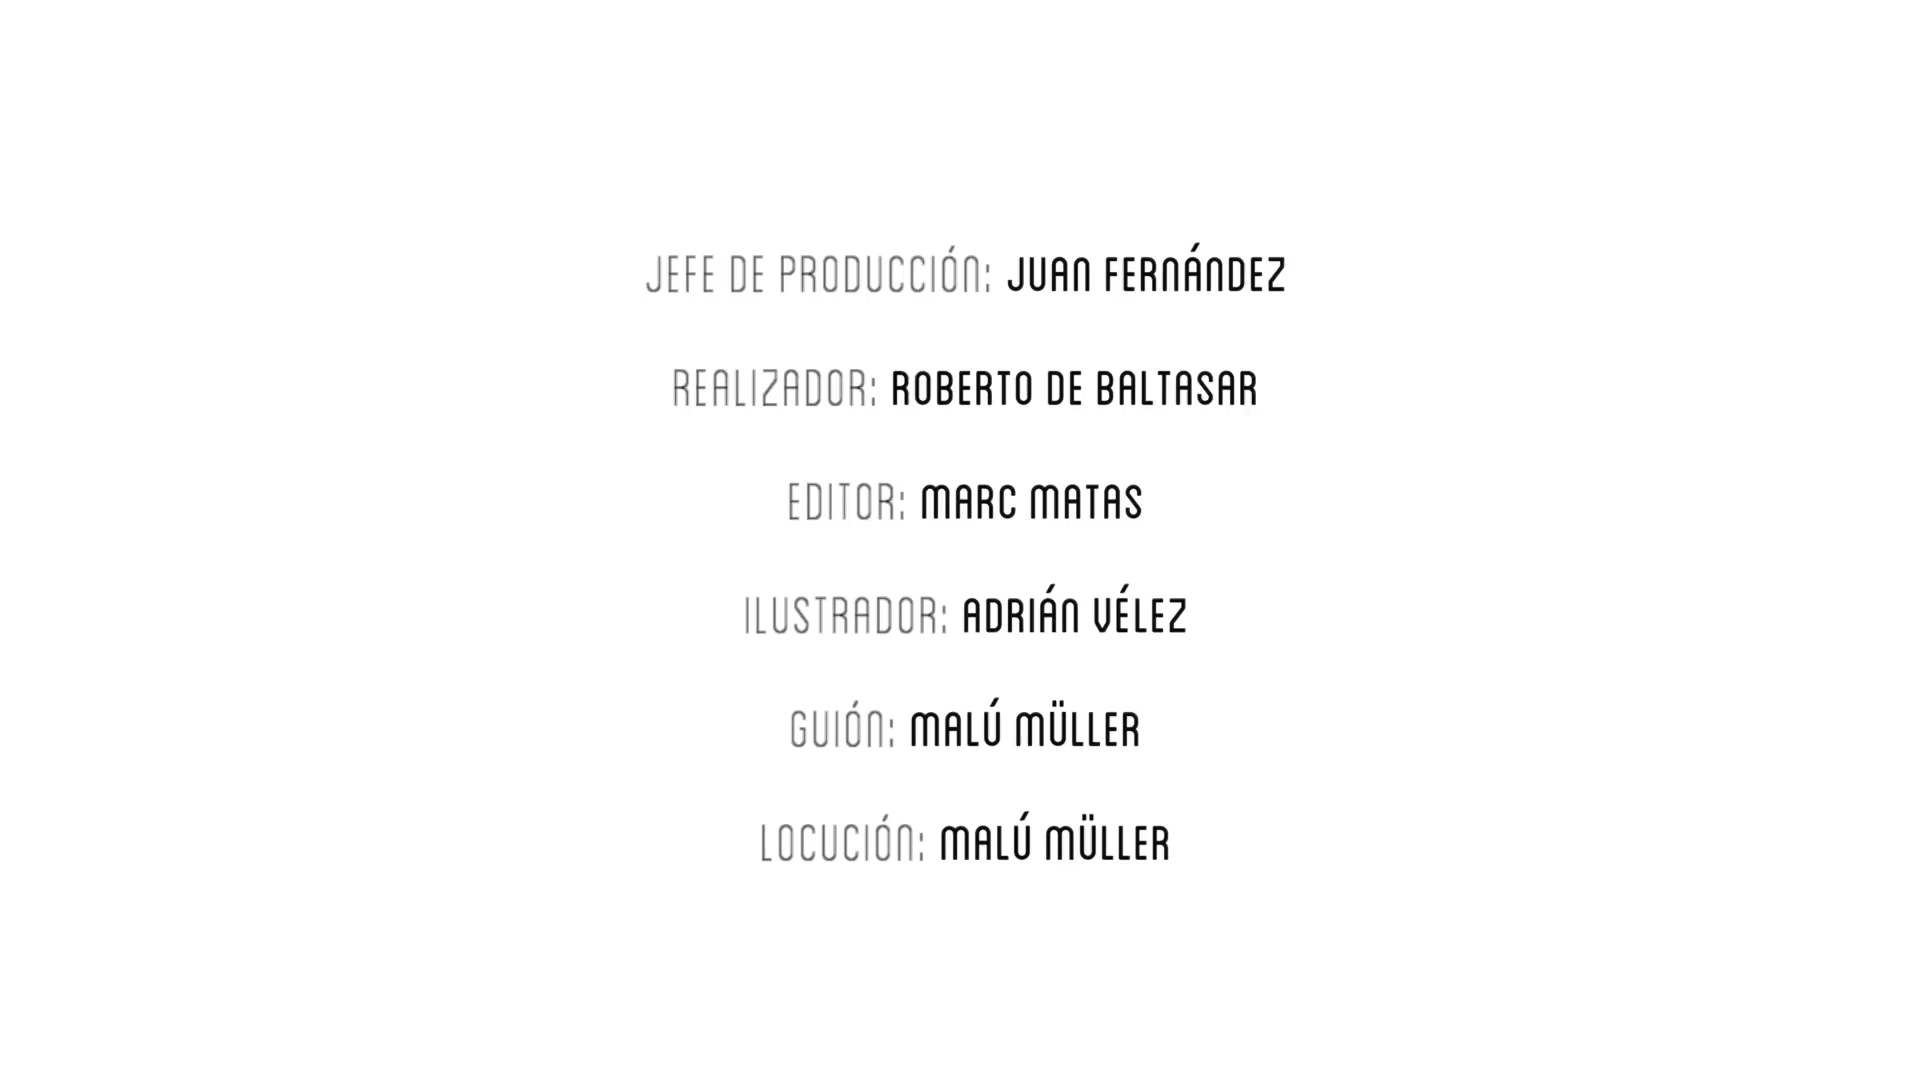 JEFE DE PRODUCCIÓN: JUAN FERNÁNDEZ
REALIZADOR: ROBERTO DE BALTASAR
EDITOR: MARC MATAS
ILUSTRADOR: ADRIÁN VÉLEZ
GUIÓN: MALÚ MÜLLER
LOCUCIÓN: MALÚ MÜLLER